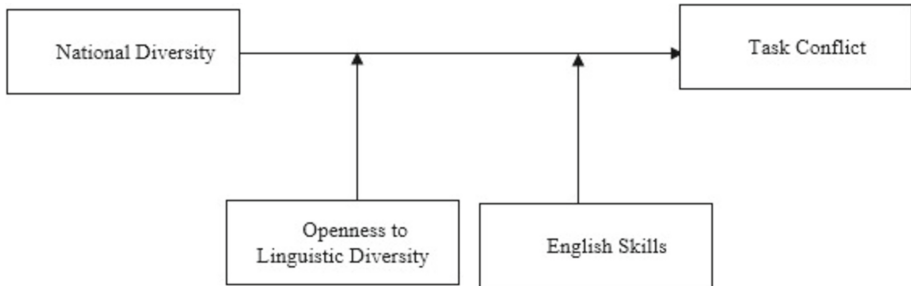 National Diversity
Task Conflict
Openness to
Linguistic Diversity
English Skills